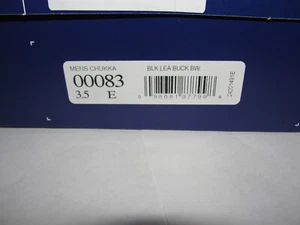 MENS CHUKKA
BLK LEA BUCK BW
00083
3.5 E